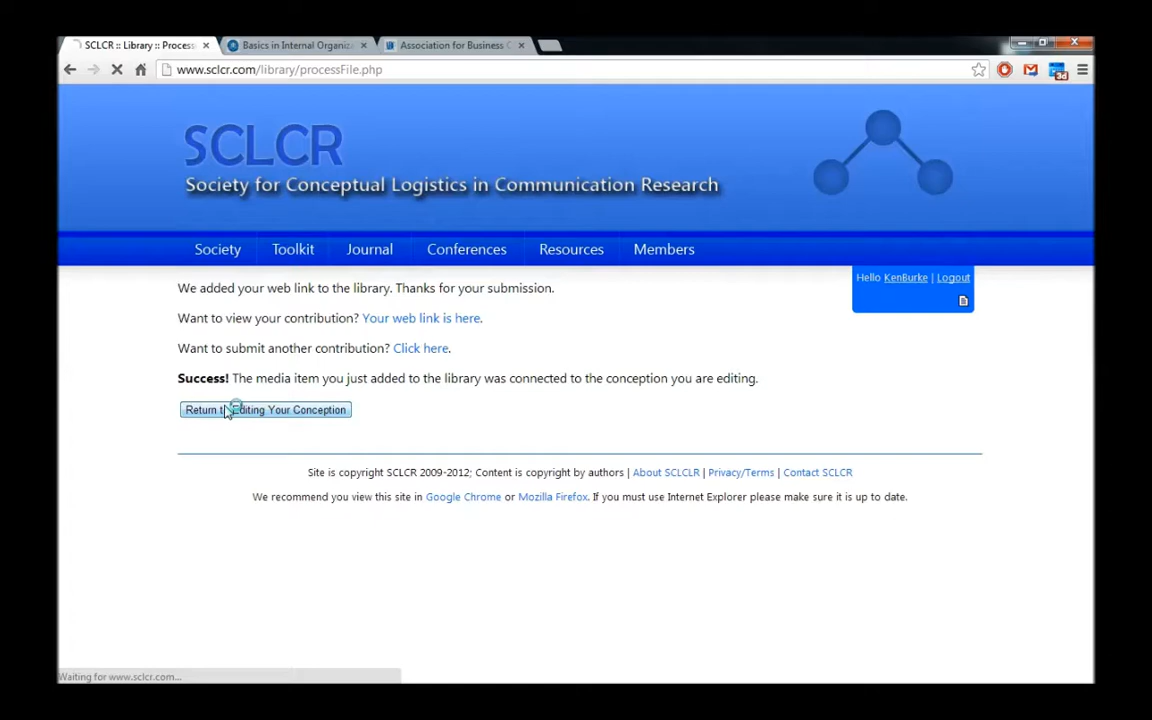 SCLCR :: Library :: Process
Basics in Internal Organiz
Association for Business C
www.sclcr.com/library/processFile.php
SCLCR
Society for Conceptual Logistics in Communication Research
Society Toolkit Journal Conferences Resources Members
Hello KenBurke | Logout
We added your web link to the library. Thanks for your submission.
Want to view your contribution? Your web link is here.
Want to submit another contribution? Click here.
Success! The media item you just added to the library was connected to the conception you are editing.
Return t Editing Your Conception
Site is copyright SCLCR 2009-2012; Content is copyright by authors | About SCLCLR | Privacy/Terms | Contact SCLCR
We recommend you view this site in Google Chrome or Mozilla Firefox. If you must use Internet Explorer please make sure it is up to date.
Waiting for www.sclcr.com...